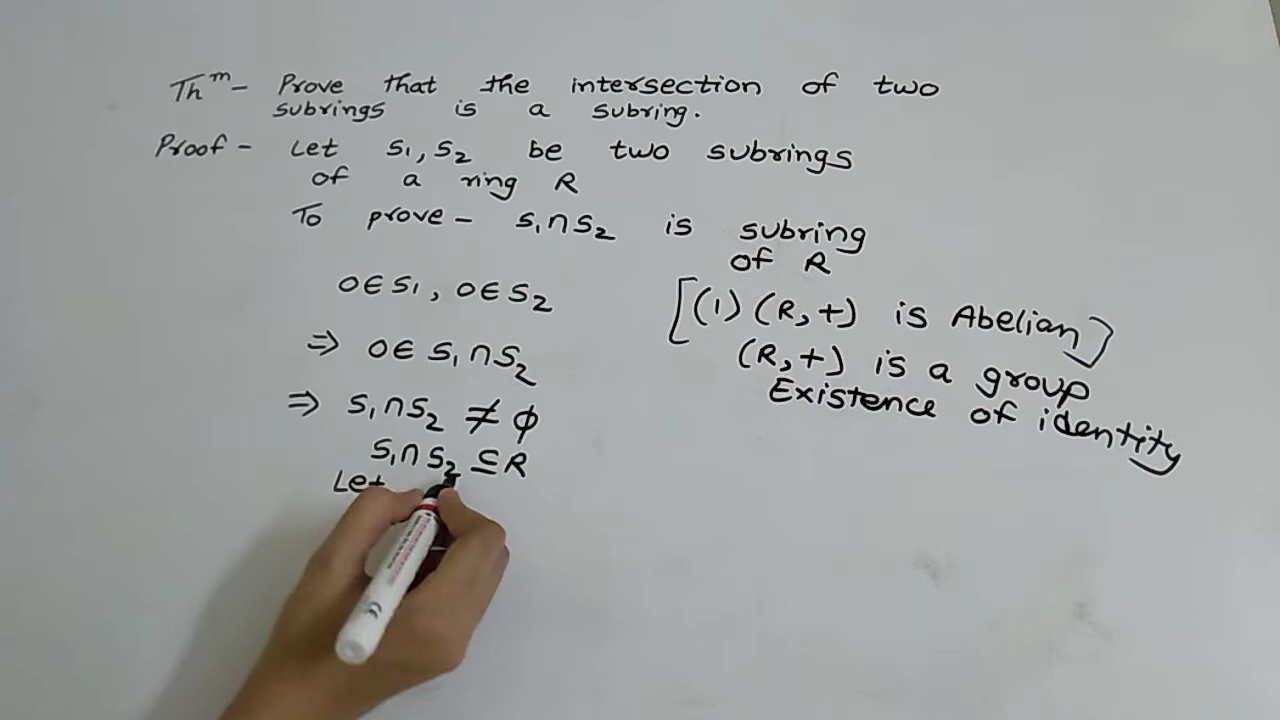 Thᵐ- Prove that the intersection of two
subrings is a subring.
Proof - Let S₁, S₂ be two subrings
of a ring R
To prove - S₁∩S₂ is subring
of R
0∈S₁, 0∈S₂
⇒ 0∈ S₁∩S₂
⇒ S₁∩S₂ ≠ ϕ
S₁∩S₂ ⊆R
Let
[(1) (R,+) is Abelian]
(R,+) is a group
Existence of identity